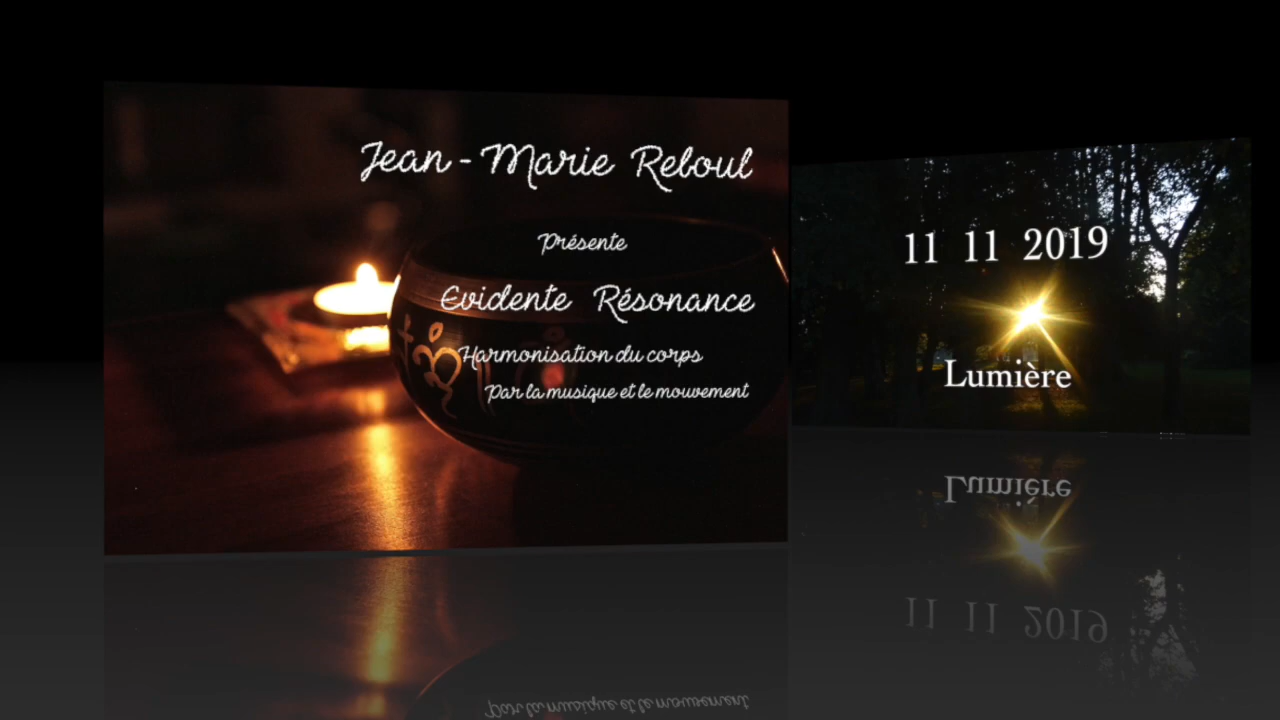 Jean-Marie Reboul
Présente
Evidente Résonance
Harmonisation du corps
Par la musique et le mouvement
11 11 2019
Lumière